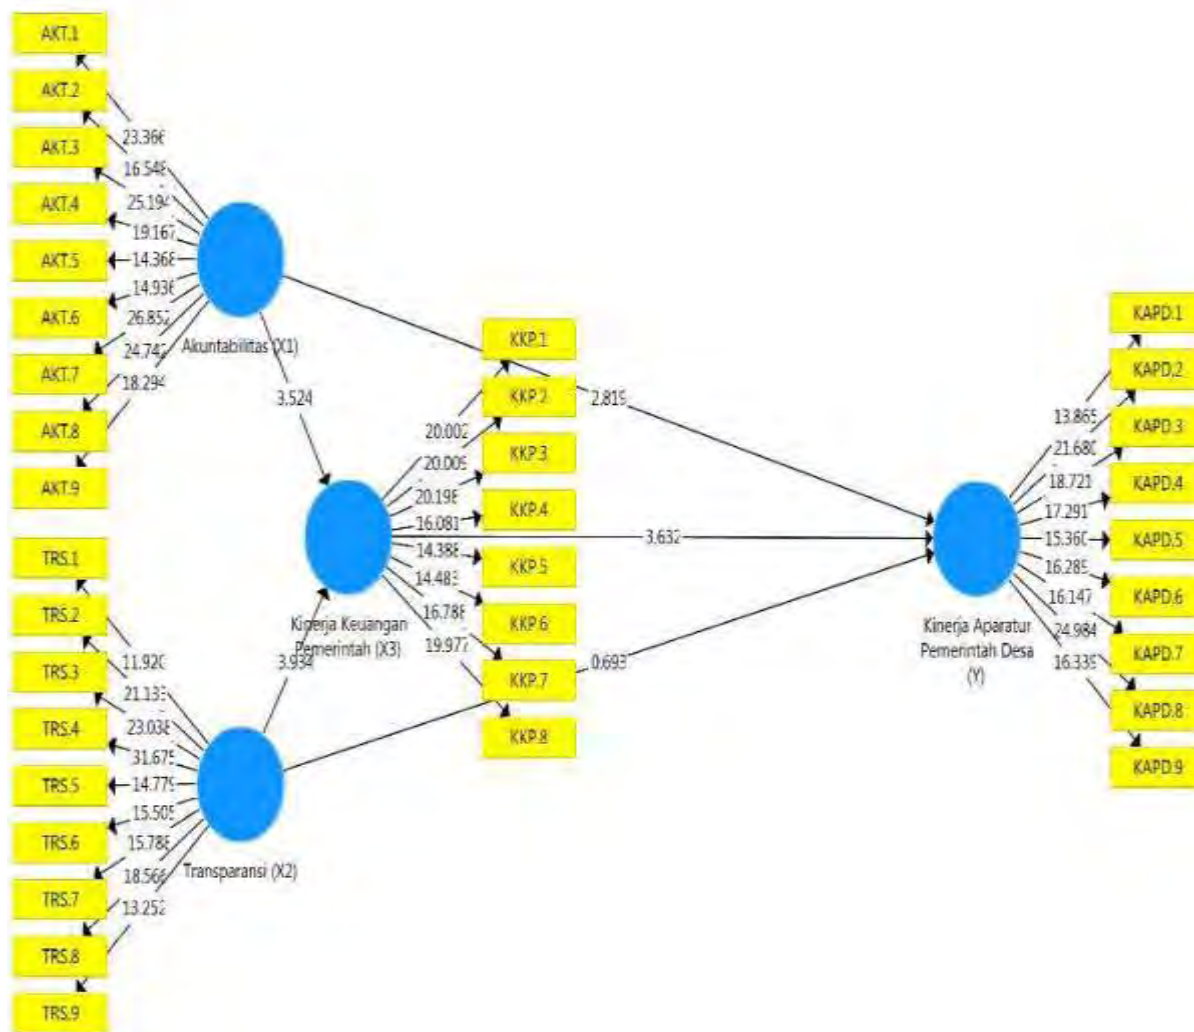 AKT.1
AKT.2
AKT.3
AKT.4
AKT.5
AKT.6
AKT.7
AKT.8
AKT.9
23.366
16.548
25.194
19.167
14.368
14.936
26.852
24.742
18.294
Akuntabilitas (X1)
3.524
2.819
TRS.1
TRS.2
TRS.3
TRS.4
TRS.5
TRS.6
TRS.7
TRS.8
TRS.9
11.920
21.133
23.038
31.675
14.779
15.505
15.788
18.566
13.252
Transparansi (X2)
3.934
0.693
Kinerja Keuangan
Pemerintah (X3)
3.632
KKP.1
KKP.2
KKP.3
KKP.4
KKP.5
KKP.6
KKP.7
KKP.8
20.002
20.009
20.198
16.081
14.388
14.483
16.788
19.977
Kinerja Aparatur
Pemerintah Desa
(Y)
13.865
21.680
18.721
17.291
15.360
16.289
16.147
24.984
16.339
KAPD.1
KAPD.2
KAPD.3
KAPD.4
KAPD.5
KAPD.6
KAPD.7
KAPD.8
KAPD.9